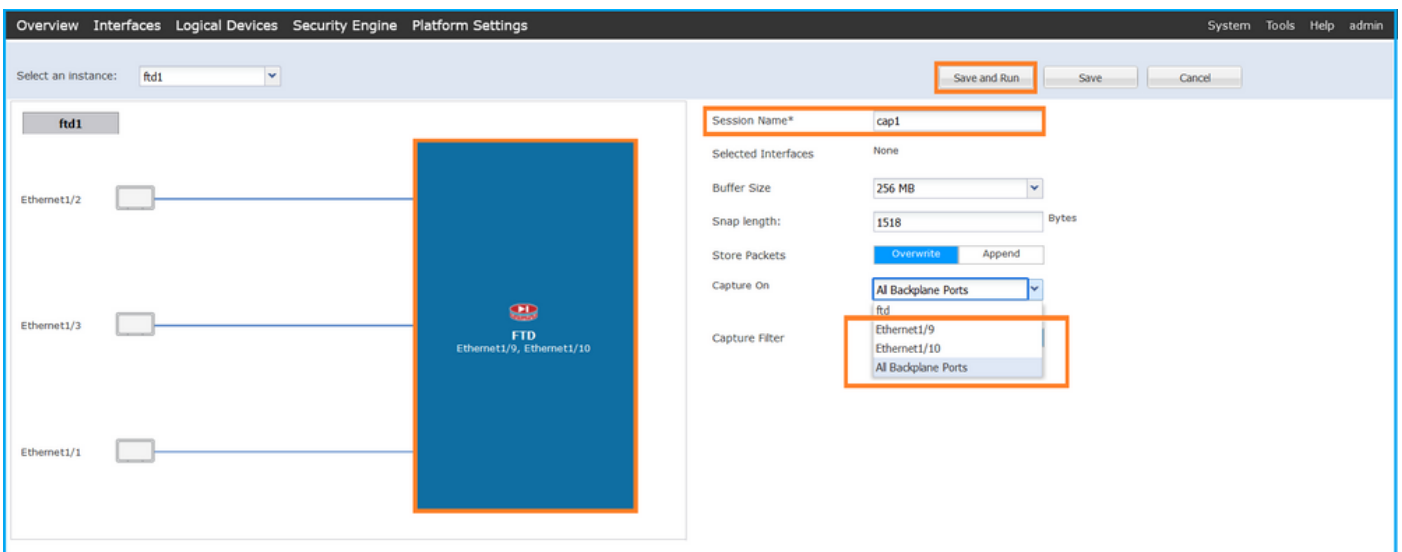 Overview Interfaces Logical Devices Security Engine Platform Settings System Tools Help admin
Select an instance: ftd1 Save and Run Save Cancel
ftd1
Ethernet1/2
Ethernet1/3
Ethernet1/1
FTD
Ethernet1/9, Ethernet1/10
Session Name* cap1
Selected Interfaces None
Buffer Size 256 MB
Snap length: 1518 Bytes
Store Packets Overwrite Append
Capture On All Backplane Ports
ftd
Ethernet1/9
Capture Filter
Ethernet1/10
All Backplane Ports